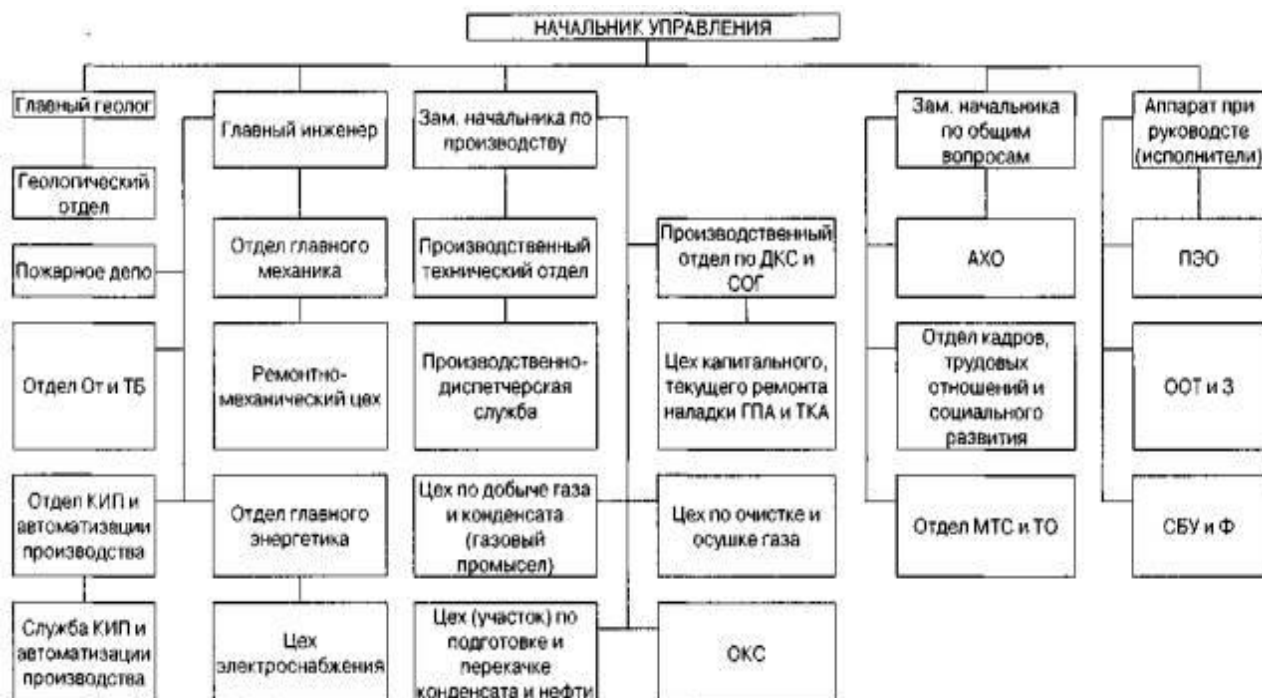 НАЧАЛЬНИК УПРАВЛЕНИЯ
Главный геолог
Главный инженер
Зам. начальника по
производству
Зам. начальника
по общим
вопросам
Аппарат при
руководсте
(исполнители)
Геологический
отдел
Пожарное депо
Отдел главного
механика
Производственный
технический отдел
Производственный
отдел по ДКС и
СОГ
АХО
ПЭО
Отдел От и ТБ
Ремонтно-
механический цех
Производственно-
диспетчерская
служба
Цех капитального,
текущего ремонта
наладки ГПА и ТКА
Отдел кадров,
трудовых
отношений и
социального
развития
ООТ и З
Отдел КИП и
автоматизации
производства
Отдел главного
энергетика
Цех по добыче газа
и конденсата
(газовый
промысел)
Цех по очистке и
осушке газа
Отдел МТС и ТО
СБУ и Ф
Служба КИП и
автоматизации
производства
Цех
электроснабжения
Цех (участок) по
подготовке и
перекачке
конденсата и нефти
ОКС